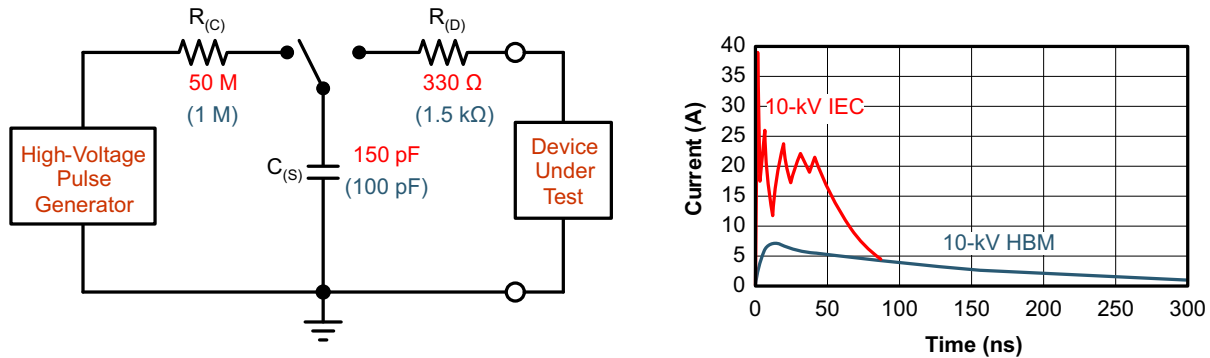 R(C)
50 M
(1 M)
R(D)
330 Ω
(1.5 kΩ)
High-Voltage
Pulse
Generator
C(S)
150 pF
(100 pF)
Device
Under
Test
Current (A)
40
35
30
25
20
15
10
5
0
10-kV IEC
10-kV HBM
0
50
100
150
200
250
300
Time (ns)